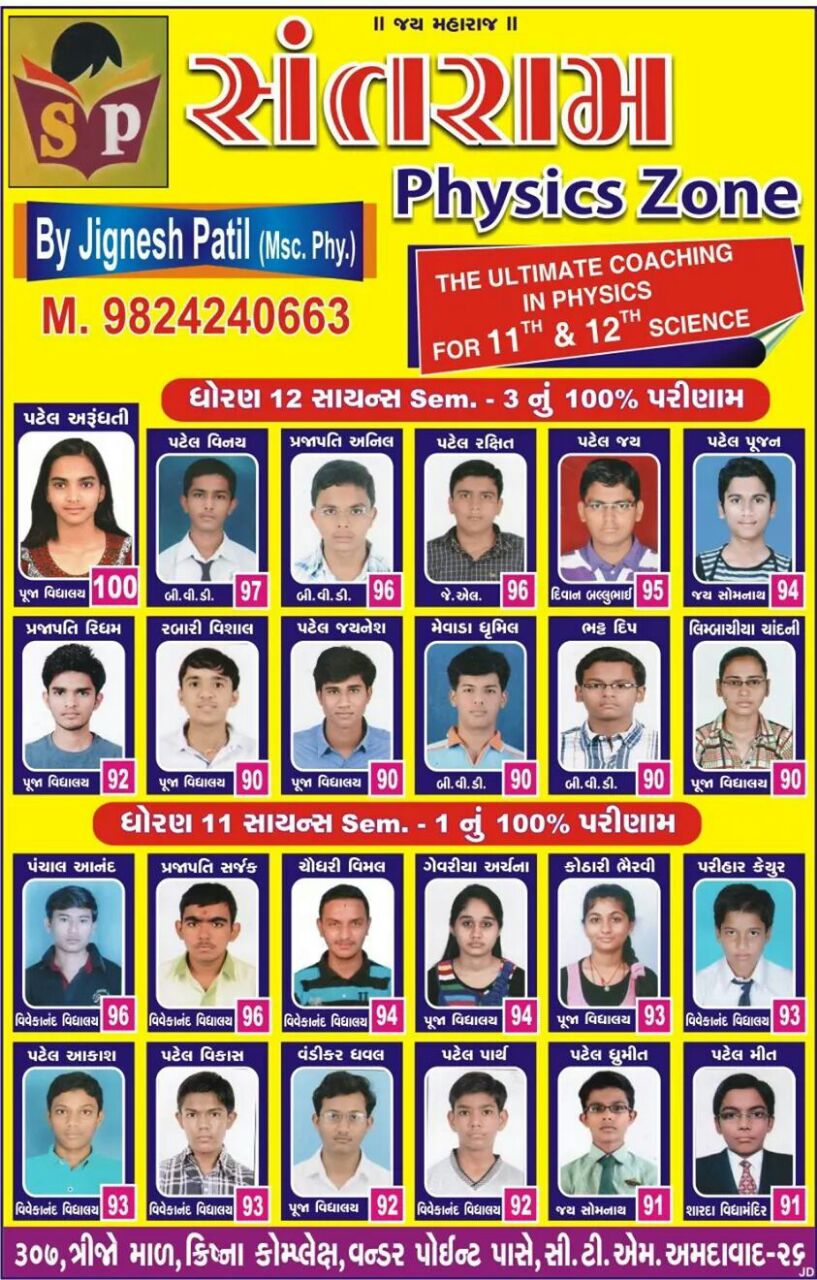 || જય મહારાજ ||
SP
સંતરામ
Physics Zone
By Jignesh Patil (Msc. Phy.)
M. 9824240663
THE ULTIMATE COACHING
IN PHYSICS
FOR 11TH & 12TH SCIENCE
ધોરણ 12 સાયન્સ Sem. - 3 નું 100% પરીણામ
પટેલ અરૂંધતી
પૂજા વિદ્યાલય 100
પટેલ વિનય
બી.વી.ડી. 97
પ્રજાપતિ અનિલ
બી.વી.ડી. 96
પટેલ રક્ષિત
જે.એલ. 96
પટેલ જય
દિવાન બલ્લુભાઈ 95
પટેલ પૂજન
જય સોમનાથ 94
પ્રજાપતિ રિધમ
પૂજા વિદ્યાલય 92
રબારી વિશાલ
પૂજા વિદ્યાલય 90
પટેલ જયનેશ
પૂજા વિદ્યાલય 90
મેવાડા ધૃમિલ
બી.વી.ડી. 90
ભટ્ટ દિપ
બી.વી.ડી. 90
લિમ્બાચીયા ચાંદની
પૂજા વિદ્યાલય 90
ધોરણ 11 સાયન્સ Sem. - 1 નું 100% પરીણામ
પંચાલ આનંદ
વિવેકાનંદ વિદ્યાલય 96
પ્રજાપતિ સર્જક
વિવેકાનંદ વિદ્યાલય 96
ચૌધરી વિમલ
વિવેકાનંદ વિદ્યાલય 94
ગેવરીયા અર્ચના
પૂજા વિદ્યાલય 94
કોઠારી ભૈરવી
પૂજા વિદ્યાલય 93
પરીહાર કેયુર
વિવેકાનંદ વિદ્યાલય 93
પટેલ આકાશ
વિવેકાનંદ વિદ્યાલય 93
પટેલ વિકાસ
વિવેકાનંદ વિદ્યાલય 93
વંડીકર ધવલ
પૂજા વિદ્યાલય 92
પટેલ પાર્થ
વિવેકાનંદ વિદ્યાલય 92
પટેલ ધ્રુમીત
જય સોમનાથ 91
પટેલ મીત
શારદા વિદ્યામંદિર 91
૩૦૭,ત્રીજો માળ,ક્રિષ્ના કોમ્પ્લેક્ષ,વન્ડર પોઈન્ટ પાસે,સી.ટી.એમ.અમદાવાદ-૨૬
JD